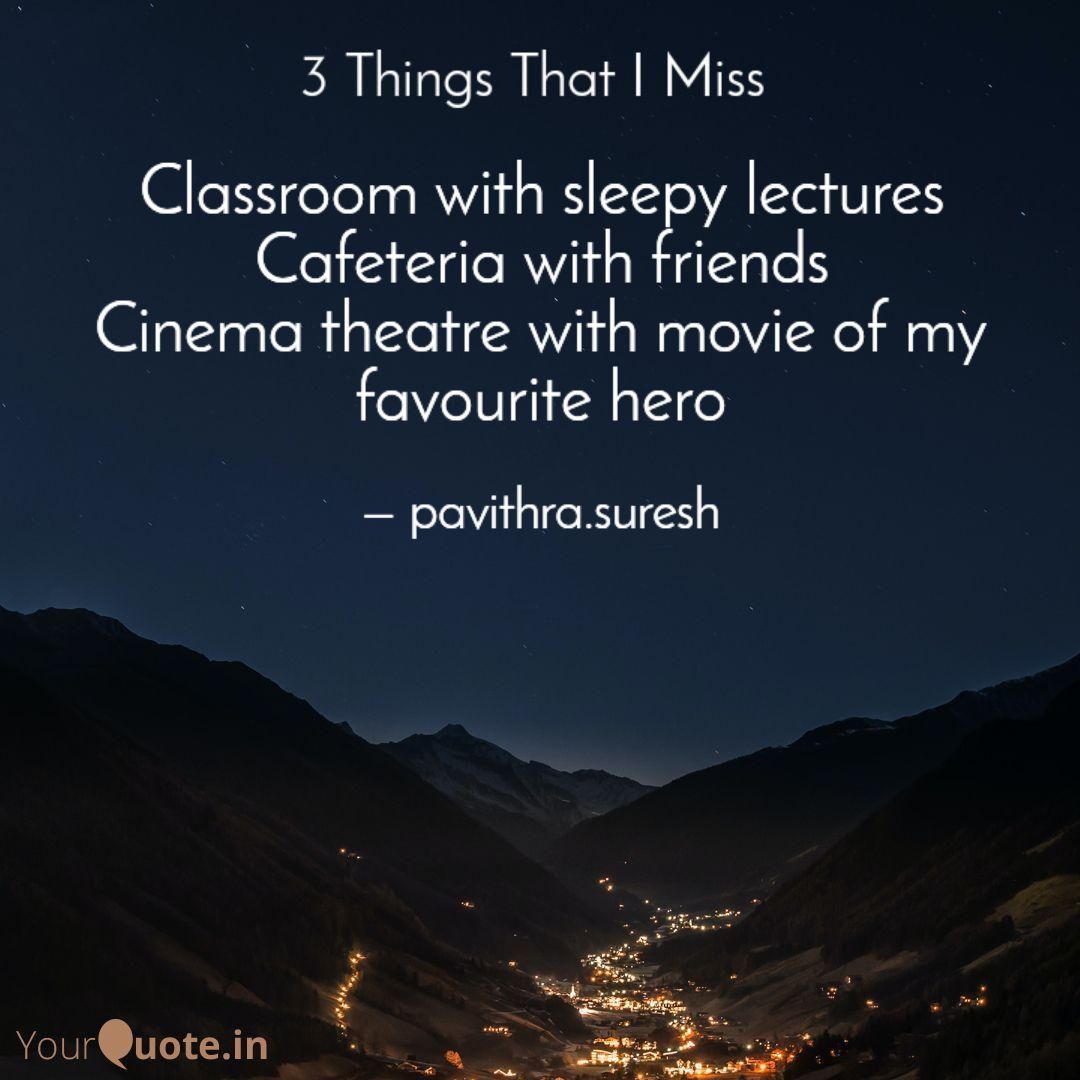 3 Things That I Miss
Classroom with sleepy lectures
Cafeteria with friends
Cinema theatre with movie of my
favourite hero
– pavithra.suresh
YourQuote.in